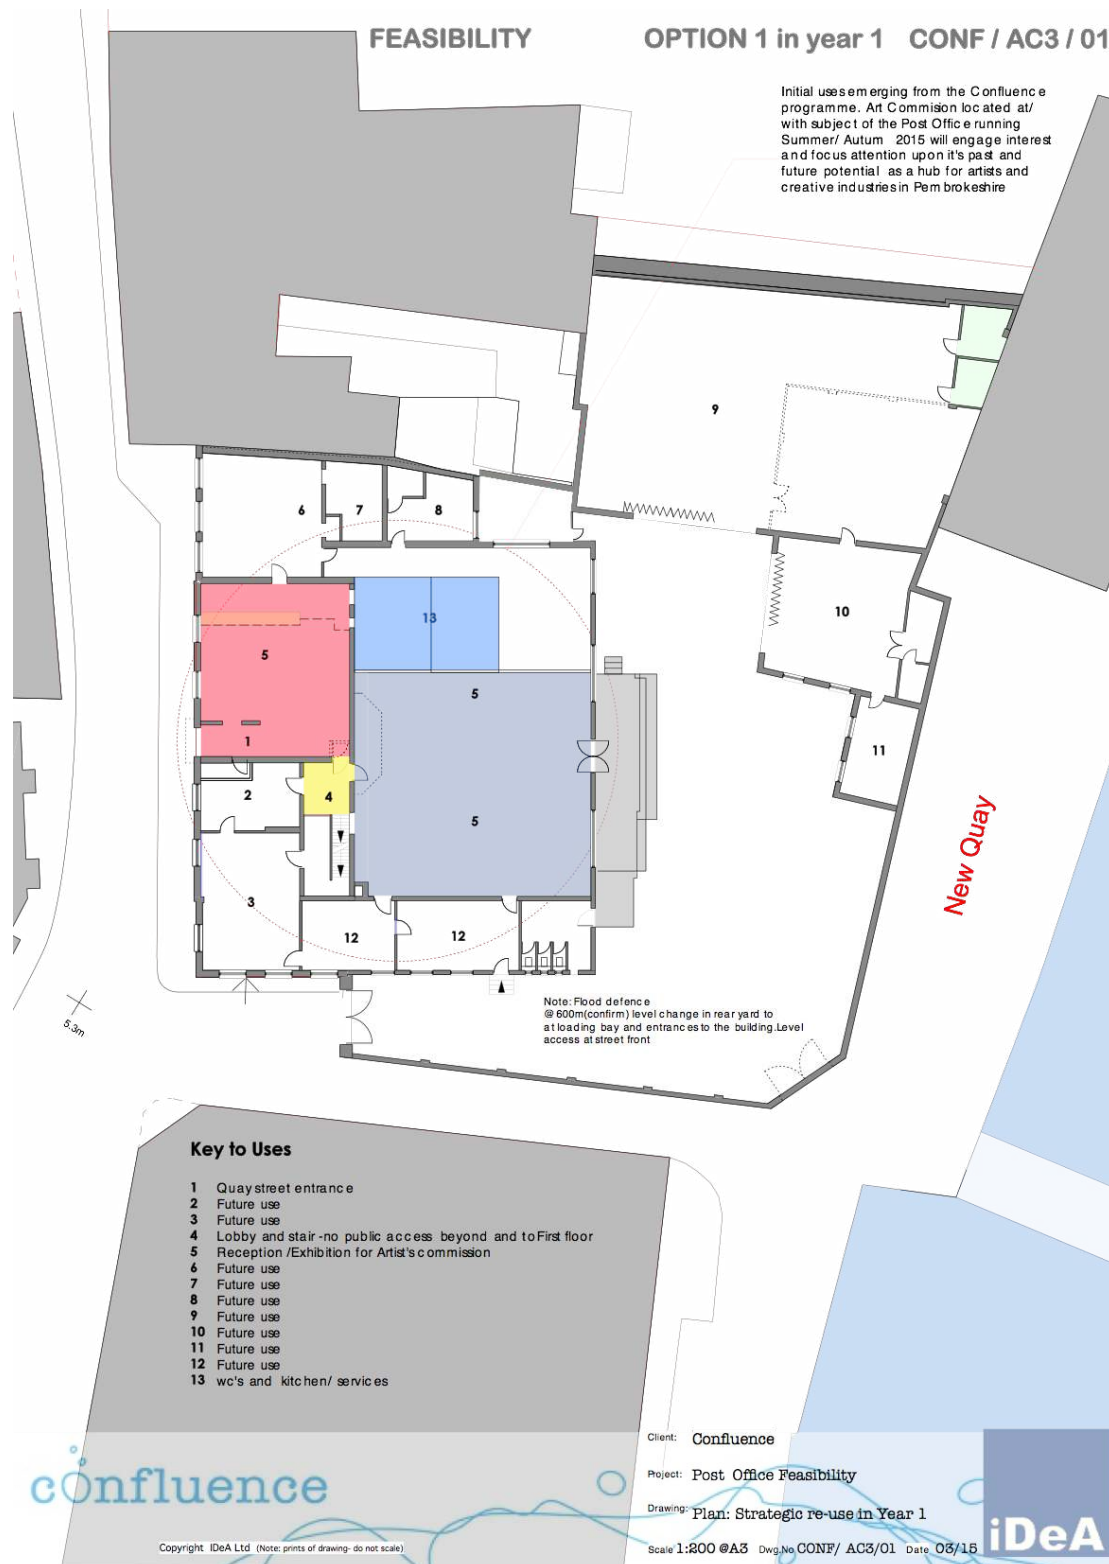 FEASIBILITY OPTION 1 in year 1 CONF / AC3 / 01
Initial uses emerging from the Confluence
programme. Art Commision located at/
with subject of the Post Office running
Summer/ Autum 2015 will engage interest
and focus attention upon it's past and
future potential as a hub for artists and
creative industries in Pembrokeshire
9
6
7
8
10
13
5
5
1
11
2
4
5
3
12
12
New Quay
5.3m
Note: Flood defence
@ 600m(confirm) level change in rear yard to
at loading bay and entrances to the building. Level
access at street front
Key to Uses
1 Quay street entrance
2 Future use
3 Future use
4 Lobby and stair - no public access beyond and to First floor
5 Reception /Exhibition for Artist's commission
6 Future use
7 Future use
8 Future use
9 Future use
10 Future use
11 Future use
12 Future use
13 wc's and kitchen/ services
confluence
Client: Confluence
Project: Post Office Feasibility
Drawing: Plan: Strategic re-use in Year 1
Scale 1:200 @A3 Dwg.No CONF/ AC3/01 Date 03/15
iDeA
Copyright IDeA Ltd (Note: prints of drawing- do not scale)